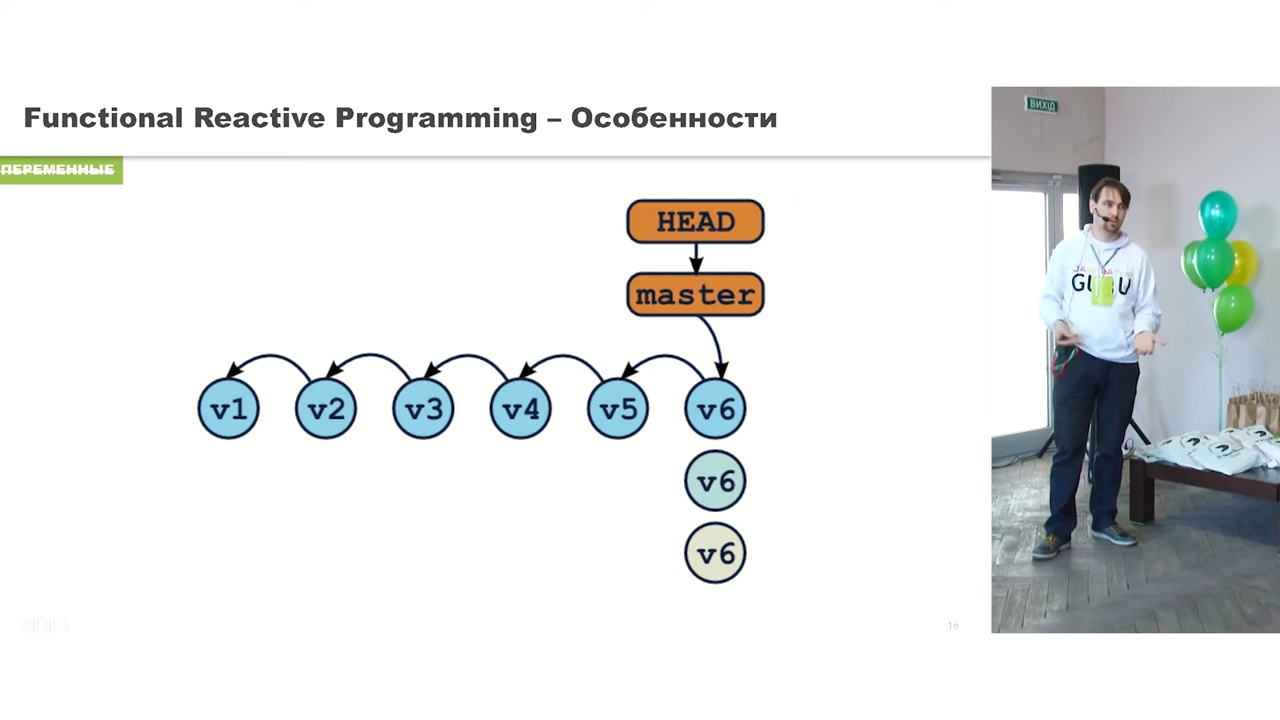 Functional Reactive Programming – Особенности
ПЕРЕМЕННЫЕ
HEAD
master
v1 v2 v3 v4 v5 v6
v6
v6
16
ВИХІД